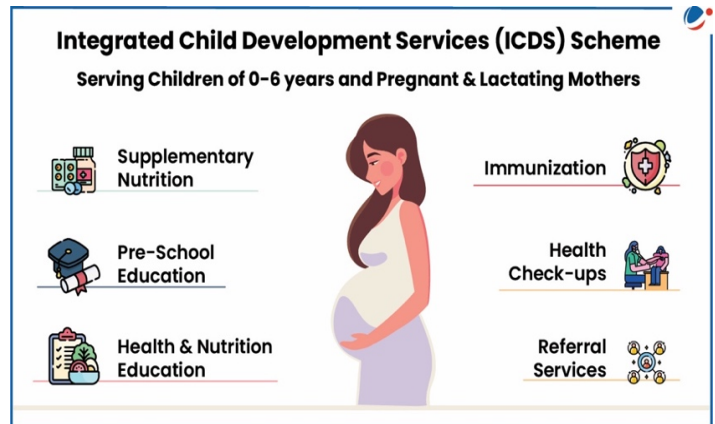 Integrated Child Development Services (ICDS) Scheme
Serving Children of 0-6 years and Pregnant & Lactating Mothers
Supplementary
Nutrition
Pre-School
Education
Health & Nutrition
Education
Immunization
Health
Check-ups
Referral
Services